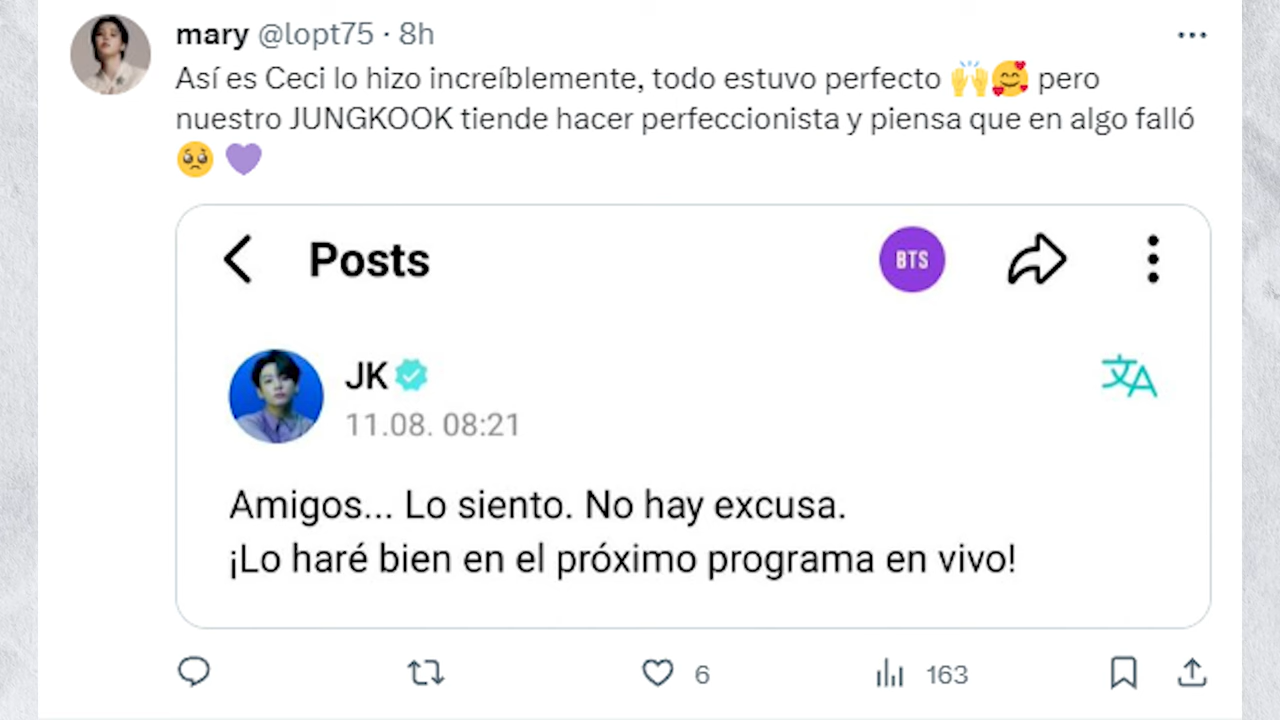 mary @lopt75 · 8h
Así es Ceci lo hizo increíblemente, todo estuvo perfecto 🙌🥰 pero
nuestro JUNGKOOK tiende hacer perfeccionista y piensa que en algo falló
🥺 💜
Posts
BTS
JK
11.08. 08:21
Amigos... Lo siento. No hay excusa.
¡Lo haré bien en el próximo programa en vivo!
6
163